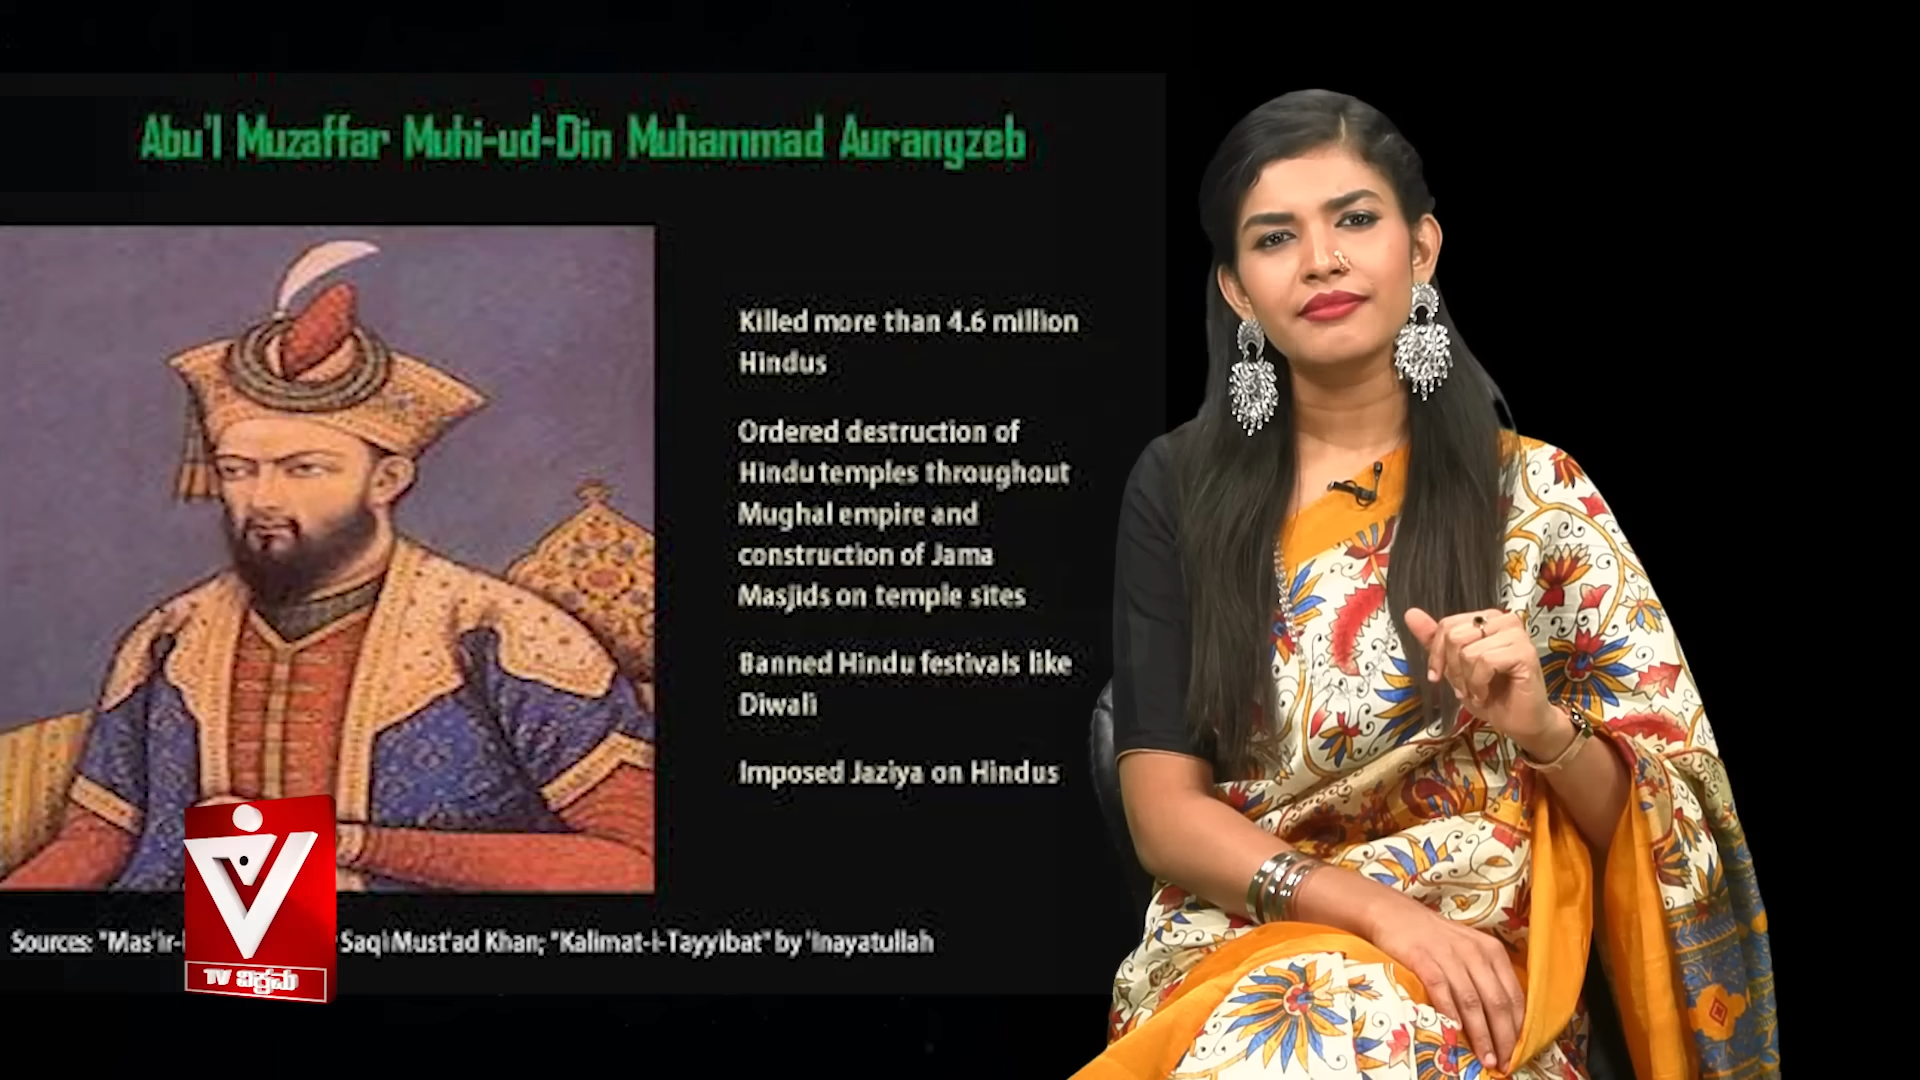 Abu'l Muzaffar Muhi-ud-Din Muhammad Aurangzeb
Killed more than 4.6 million
Hindus
Ordered destruction of
Hindu temples throughout
Mughal empire and
construction of Jama
Masjids on temple sites
Banned Hindu festivals like
Diwali
Imposed Jaziya on Hindus
Sources: "Mas'ir- Saqi Must'ad Khan; "Kalimat-i-Tayyibat" by 'Inayatullah
TV ವಿಕ್ರಮ